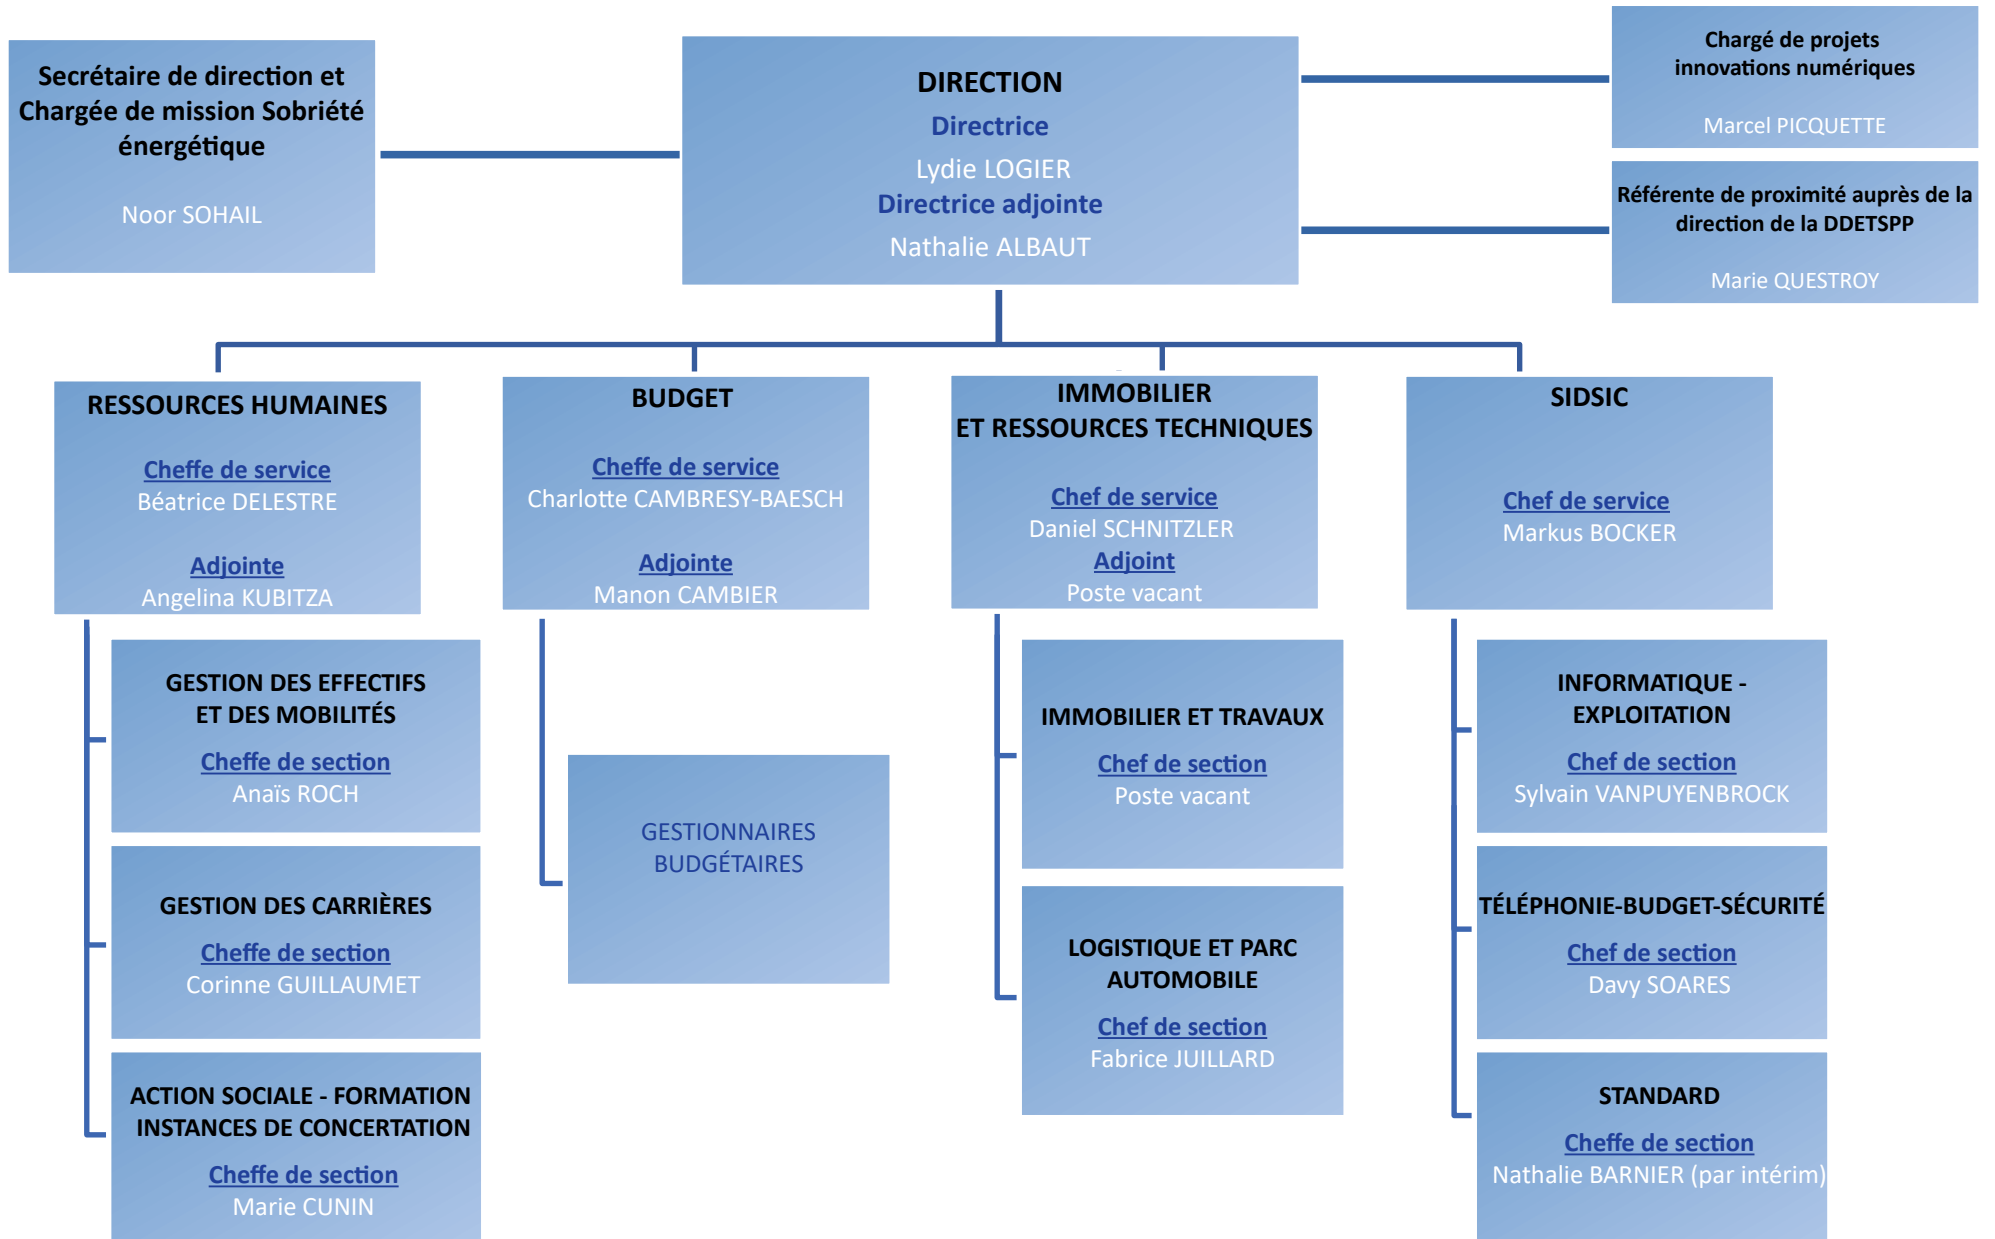 Secrétaire de direction et
Chargée de mission Sobriété
énergétique
Noor SOHAIL
DIRECTION
Directrice
Lydie LOGIER
Directrice adjointe
Nathalie ALBAUT
Chargé de projets
innovations numériques
Marcel PICQUETTE
Référente de proximité auprès de la
direction de la DDETSPP
Marie QUESTROY
RESSOURCES HUMAINES
Cheffe de service
Béatrice DELESTRE
Adjointe
Angelina KUBITZA
GESTION DES EFFECTIFS
ET DES MOBILITÉS
Cheffe de section
Anaïs ROCH
GESTION DES CARRIÈRES
Cheffe de section
Corinne GUILLAUMET
ACTION SOCIALE - FORMATION
INSTANCES DE CONCERTATION
Cheffe de section
Marie CUNIN
BUDGET
Cheffe de service
Charlotte CAMBRESY-BAESCH
Adjointe
Manon CAMBIER
GESTIONNAIRES
BUDGÉTAIRES
IMMOBILIER
ET RESSOURCES TECHNIQUES
Chef de service
Daniel SCHNITZLER
Adjoint
Poste vacant
IMMOBILIER ET TRAVAUX
Chef de section
Poste vacant
LOGISTIQUE ET PARC
AUTOMOBILE
Chef de section
Fabrice JUILLARD
SIDSIC
Chef de service
Markus BOCKER
INFORMATIQUE -
EXPLOITATION
Chef de section
Sylvain VANPUYENBROCK
TÉLÉPHONIE-BUDGET-SÉCURITÉ
Chef de section
Davy SOARES
STANDARD
Cheffe de section
Nathalie BARNIER (par intérim)